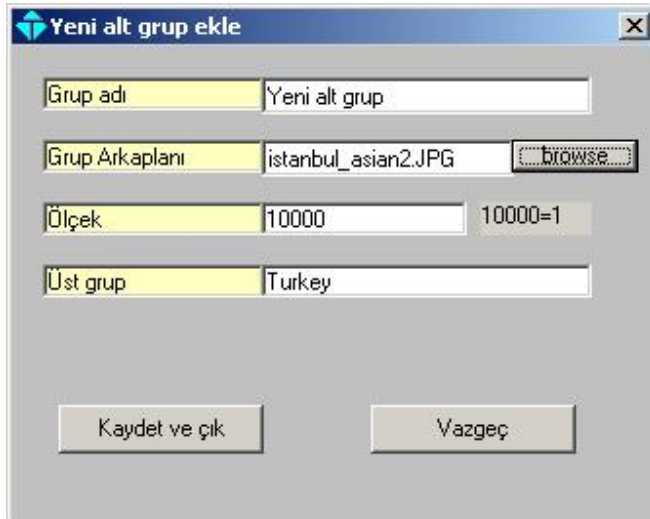 Yeni alt grup ekle
Grup adı Yeni alt grup
Grup Arkaplanı istanbul_asian2.JPG browse
Ölçek 10000 10000=1
Üst grup Turkey
Kaydet ve çık Vazgeç